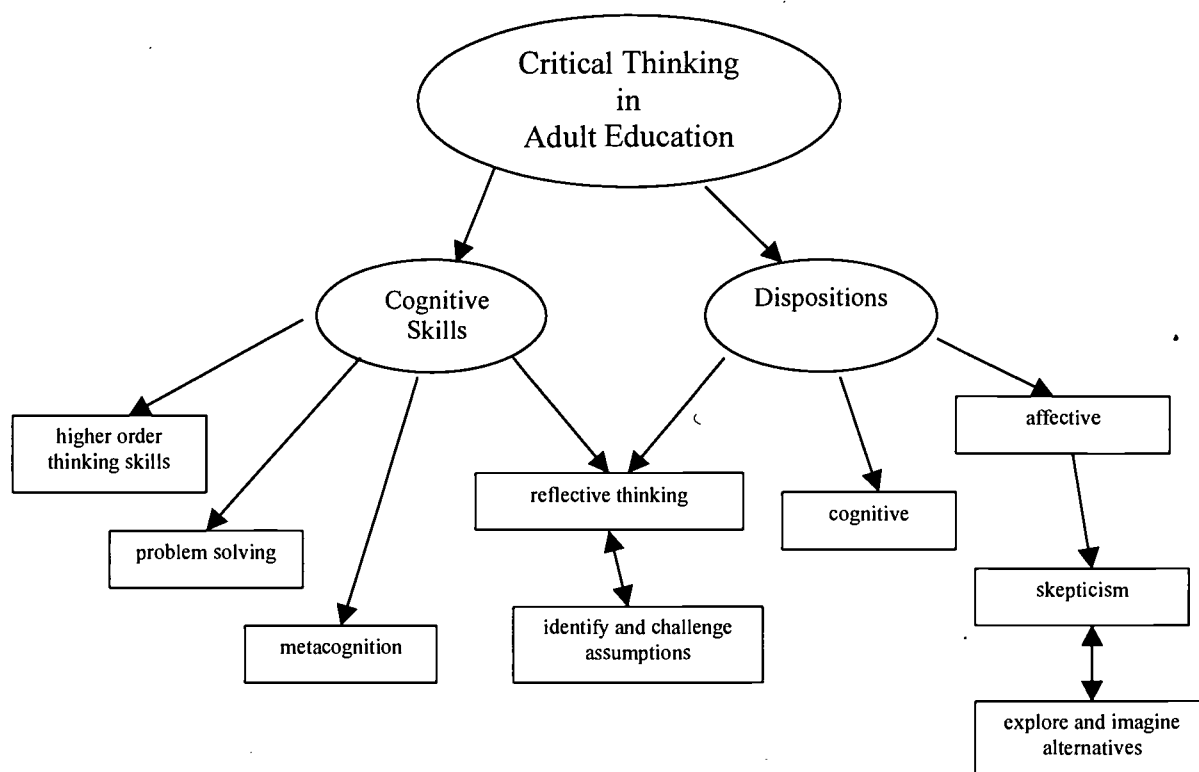 Critical Thinking
in
Adult Education
Cognitive
Skills
Dispositions
higher order
thinking skills
problem solving
metacognition
reflective thinking
identify and challenge
assumptions
cognitive
affective
skepticism
explore and imagine
alternatives